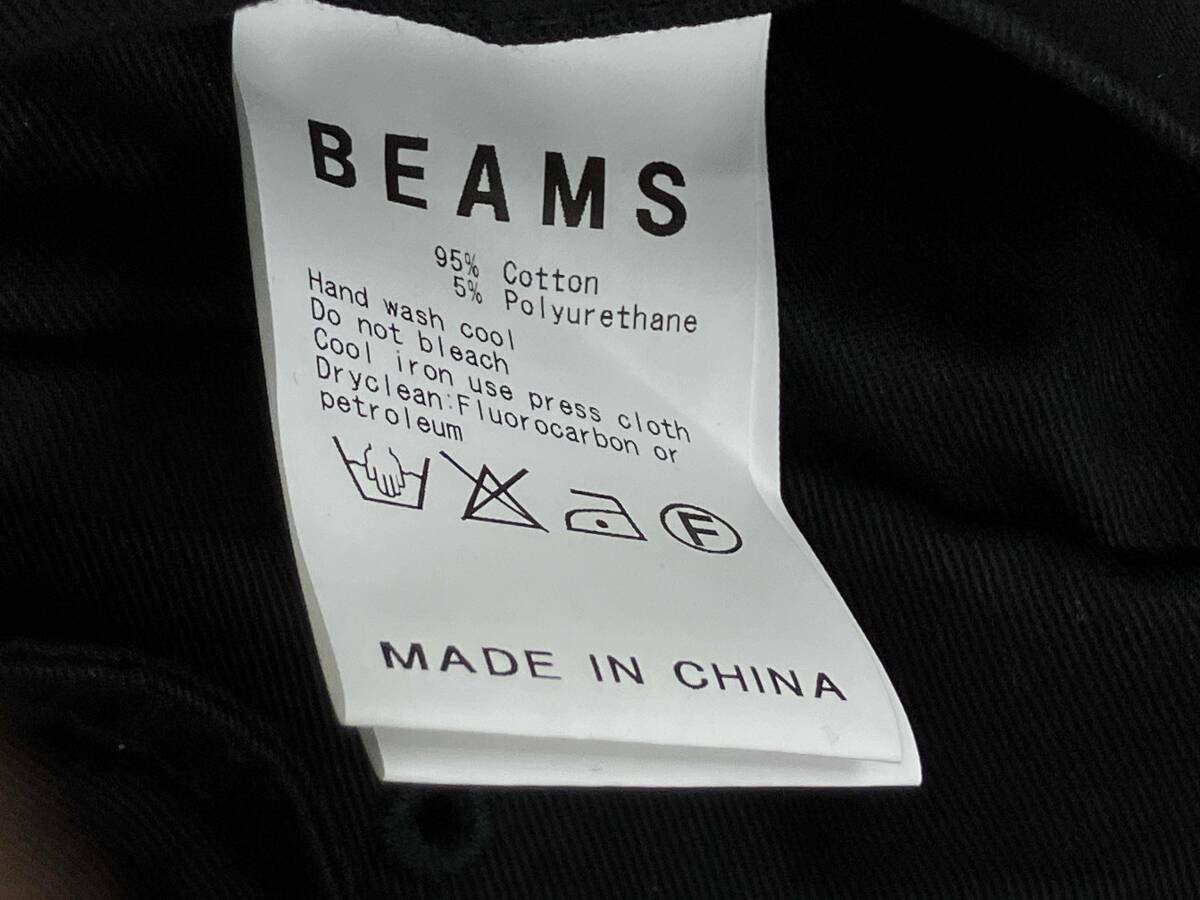 BEAMS
95% Cotton
5% Polyurethane
Hand wash cool
Do not bleach
Cool iron use press cloth
Dryclean:Fluorocarbon or
petroleum
F
MADE IN CHINA